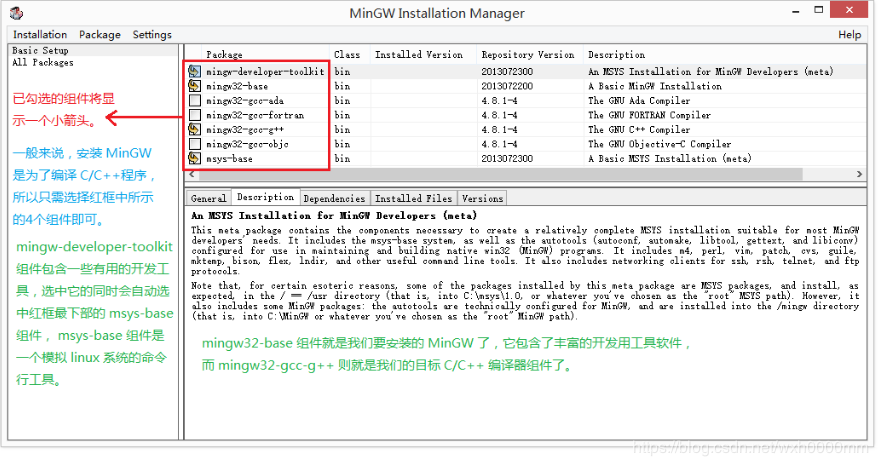 MinGW Installation Manager
Installation Package Settings Help
Basic Setup
All Packages
已勾选的组件将显
示一个小箭头。
一般来说，安装 MinGW
是为了编译 C/C++程序，
所以只需选择红框中所示
的4个组件即可。
mingw-developer-toolkit
组件包含一些有用的开发工
具，选中它的同时会自动选
中红框最下部的 msys-base
组件， msys-base 组件是
一个模拟 linux 系统的命令
行工具。
Package Class Installed Version Repository Version Description
mingw-developer-toolkit bin 2013072300 An MSYS Installation for MinGW Developers (meta)
mingw32-base bin 2013072200 A Basic MinGW Installation
mingw32-gcc-ada bin 4.8.1-4 The GNU Ada Compiler
mingw32-gcc-fortran bin 4.8.1-4 The GNU FORTRAN Compiler
mingw32-gcc-g++ bin 4.8.1-4 The GNU C++ Compiler
mingw32-gcc-objc bin 4.8.1-4 The GNU Objective-C Compiler
msys-base bin 2013072300 A Basic MSYS Installation (meta)
General Description Dependencies Installed Files Versions
An MSYS Installation for MinGW Developers (meta)
This meta package contains the components necessary to create a relatively complete MSYS installation suitable for most MinGW
developers' needs. It includes the msys-base system, as well as the autotools (autoconf, automake, libtool, gettext, and libiconv)
configured for use in maintaining and building native win32 (MinGW) programs. It includes m4, perl, vim, patch, cvs, guile,
mktemp, bison, flex, lndir, and other useful command line tools. It also includes networking clients for ssh, rsh, telnet, and ftp
protocols.
Note that, for certain esoteric reasons, some of the packages installed by this meta package are MSYS packages, and install, as
expected, in the / == /usr directory (that is, into C:\msys\1.0, or whatever you've chosen as the "root" MSYS path). However, it
also includes some MinGW packages: the autotools are technically configured for MinGW, and are installed into the /mingw directory
(that is, into C:\MinGW or whatever you've chosen as the "root" MinGW path).
mingw32-base 组件就是我们要安装的 MinGW 了，它包含了丰富的开发用工具软件，
而 mingw32-gcc-g++ 则就是我们的目标 C/C++ 编译器组件了。
https://blog.csdn.net/wxh0000mm